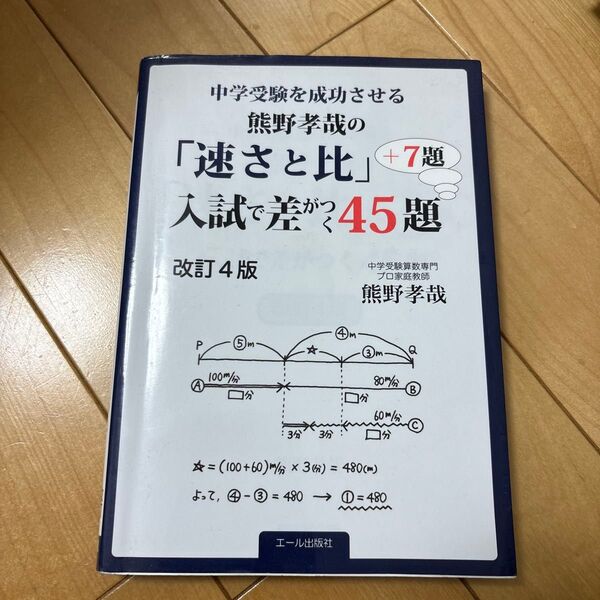 中学受験を成功させる
熊野孝哉の
「速さと比」
+7題
入試で差がつく45題
改訂4版
中学受験算数専門
プロ家庭教師
熊野孝哉
P ⑤m ④m Q
☆ ③m
A 100m/分 80m/分 B
□分 □分
60m/分 C
3分 3分 □分
☆=(100+60)m/分×3(分)=480(m)
よって, ④-③=480 → ①=480
エール出版社